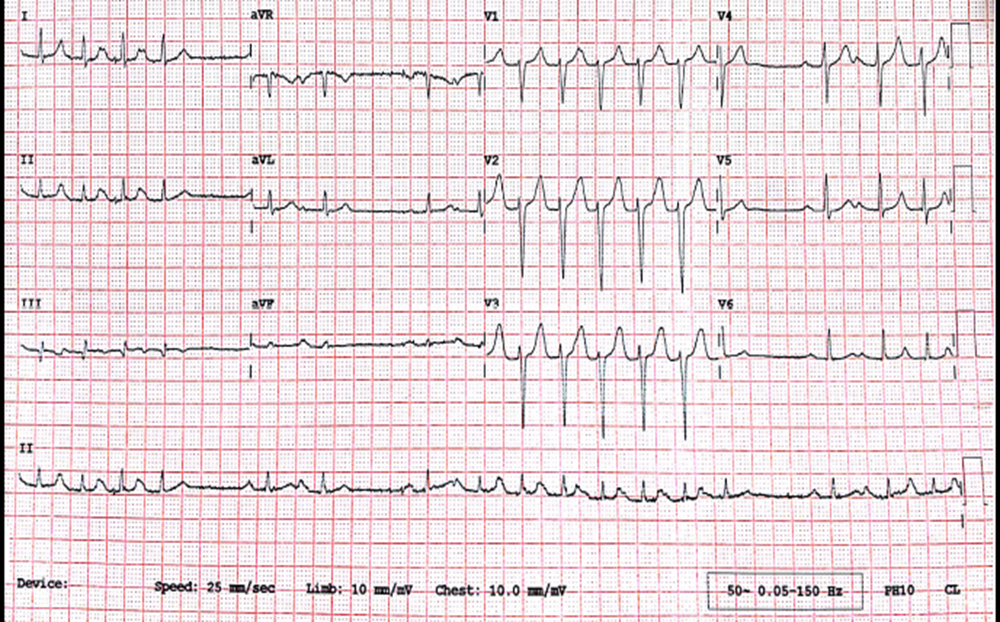 I aVR V1 V4
II aVL V2 V5
III aVF V3 V6
II
Device: Speed: 25 mm/sec Limb: 10 mm/mV Chest: 10.0 mm/mV 50~ 0.05-150 Hz PH10 CL